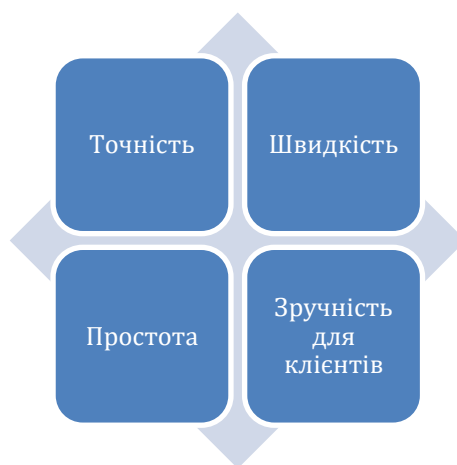 Точність
Швидкість
Простота
Зручність
для
клієнтів